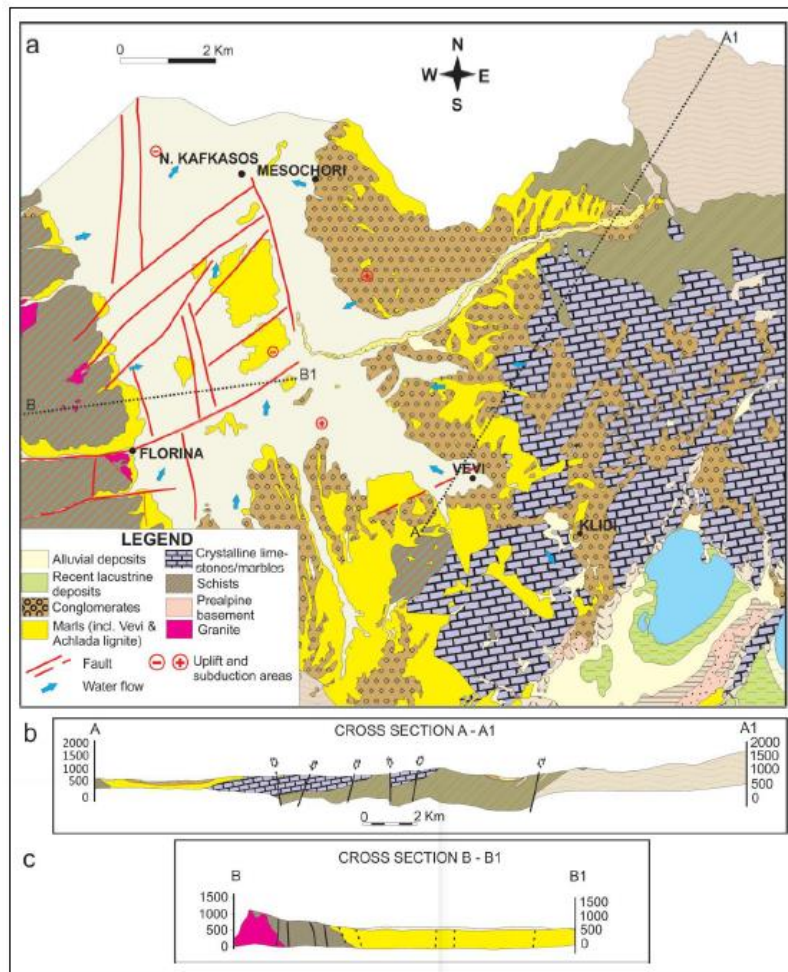 a
0 2 Km
N
W E
S
A1
N. KAFKASOS
MESOCHORI
B1
B
FLORINA
VEVI
A
KLIDI
LEGEND
Alluvial deposits
Recent lacustrine
deposits
Conglomerates
Marls (incl. Vevi &
Achlada lignite)
Crystalline lime-
stones/marbles
Schists
Prealpine
basement
Granite
Fault
Water flow
Uplift and
subduction areas
b
A CROSS SECTION A - A1 A1
2000 2000
1500 1500
1000 1000
500 500
0 0
0 2 Km
c
CROSS SECTION B - B1
B B1
1500 1500
1000 1000
500 500
0 0